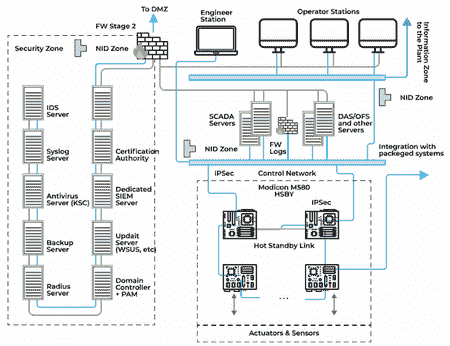 To DMZ
FW Stage 2
Engineer
Station
Operator Stations
Information Zone
to the Plant
Security Zone
NID Zone
NID Zone
IDS
Server
SCADA
Servers
FW
Logs
DAS/OFS
and other
Servers
Syslog
Server
Certification
Authority
NID Zone
Integration with
packeged systems
Control Network
IPSec
Antivirus
Server (KSC)
Dedicated
SIEM
Server
Modicon M580
HSBY
IPSec
Backup
Server
Updait
Server
(WSUS, etc)
Hot Standby Link
Radius
Server
Domain
Controller
+ PAM
...
Actuators & Sensors